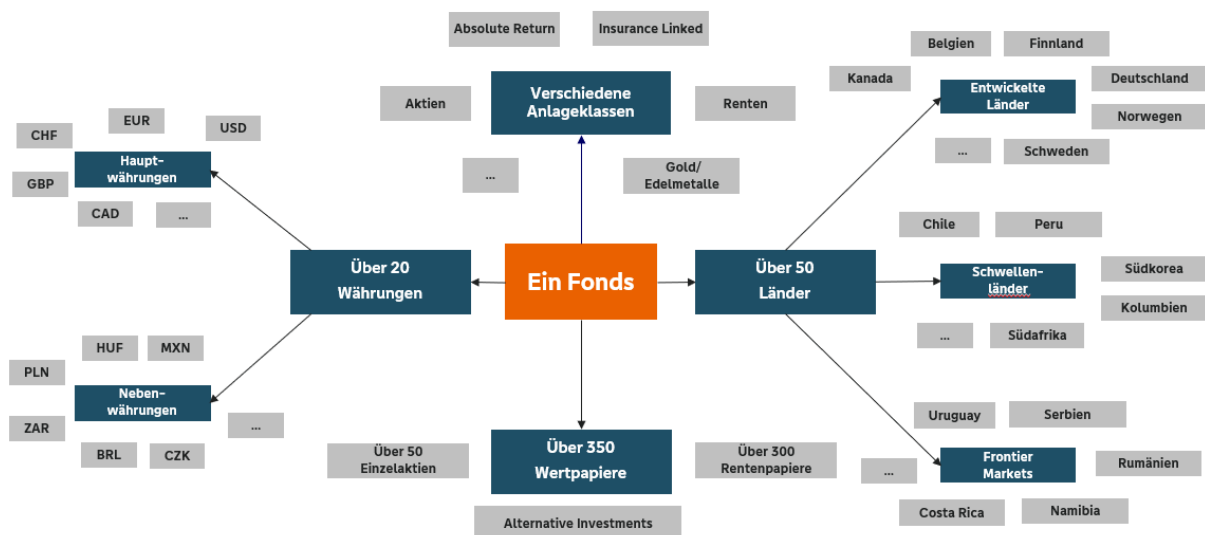 Absolute Return
Insurance Linked
Aktien
Verschiedene
Anlageklassen
Renten
...
Gold/
Edelmetalle
EUR
USD
CHF
Haupt-
währungen
GBP
CAD
...
Über 20
Währungen
HUF
MXN
PLN
Neben-
währungen
ZAR
BRL
CZK
...
Ein Fonds
Über 50
Länder
Belgien
Finnland
Kanada
Entwickelte
Länder
Deutschland
Norwegen
...
Schweden
Chile
Peru
Schwellen-
länder
Südkorea
Kolumbien
...
Südafrika
Uruguay
Serbien
...
Frontier
Markets
Rumänien
Costa Rica
Namibia
Über 50
Einzelaktien
Über 350
Wertpapiere
Über 300
Rentenpapiere
Alternative Investments